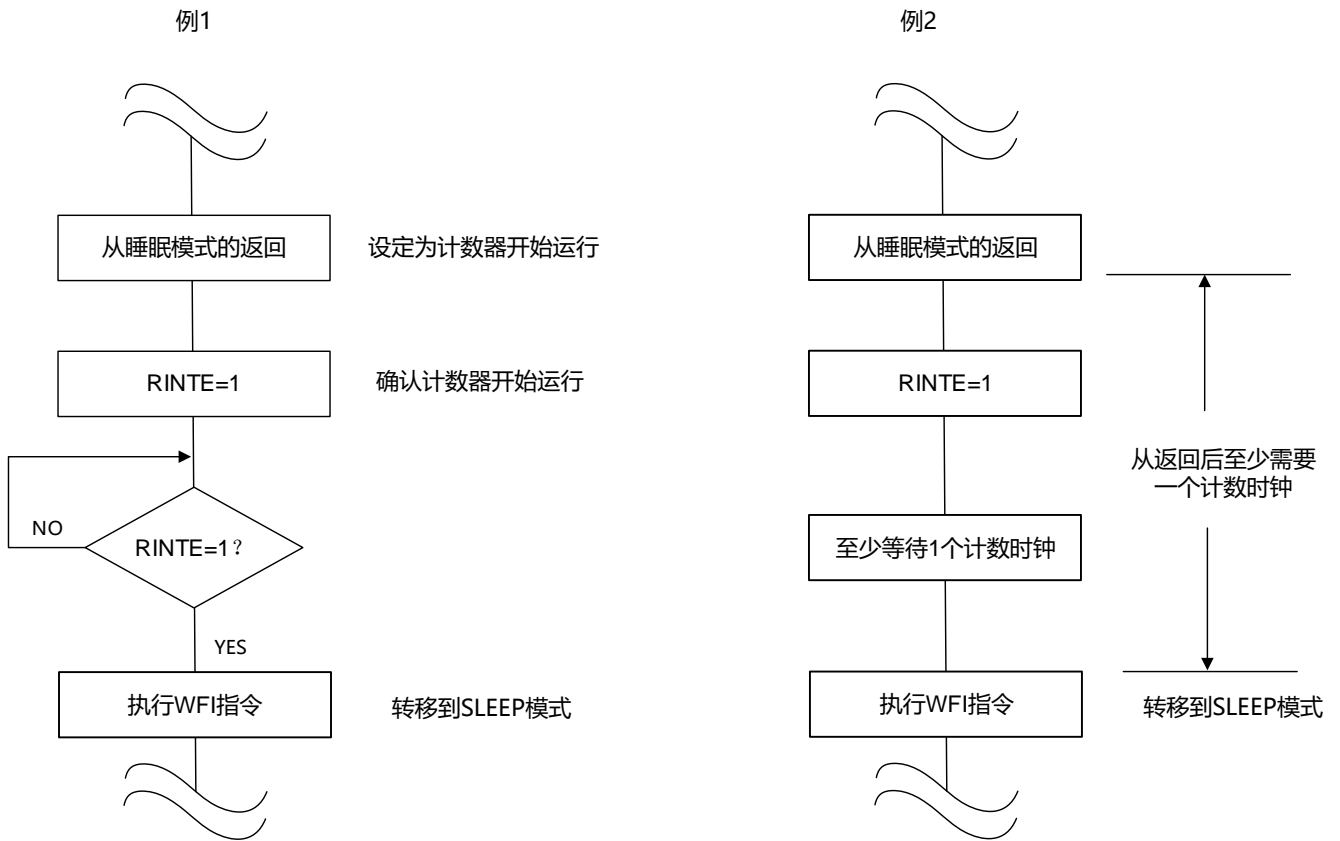 例1
从睡眠模式的返回
设定为计数器开始运行
RINTE=1
确认计数器开始运行
NO
RINTE=1？
YES
执行WFI指令
转移到SLEEP模式
例2
从睡眠模式的返回
RINTE=1
从返回后至少需要
一个计数时钟
至少等待1个计数时钟
执行WFI指令
转移到SLEEP模式